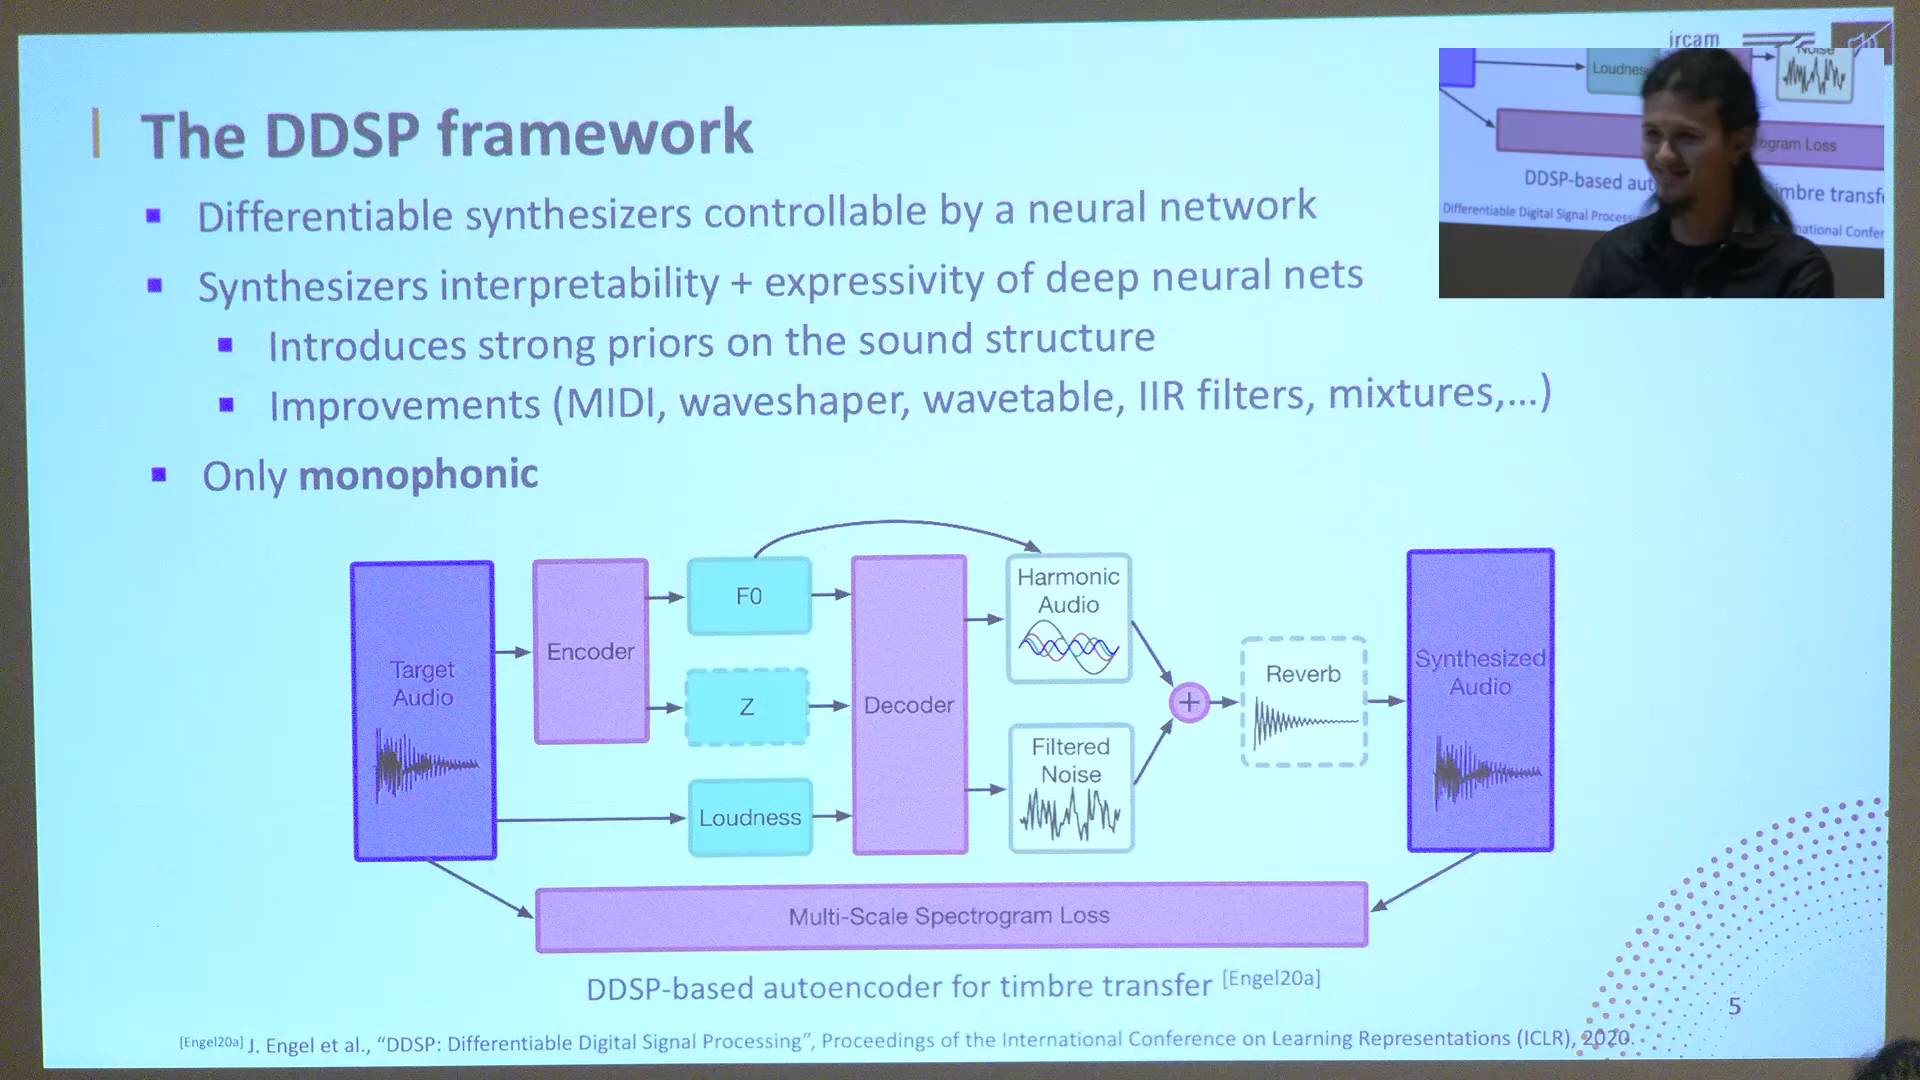 ircam
The DDSP framework
Differentiable synthesizers controllable by a neural network
Synthesizers interpretability + expressivity of deep neural nets
Introduces strong priors on the sound structure
Improvements (MIDI, waveshaper, wavetable, IIR filters, mixtures,...)
Only monophonic
Target
Audio
Encoder
F0
Z
Loudness
Decoder
Harmonic
Audio
Filtered
Noise
+
Reverb
Synthesized
Audio
Multi-Scale Spectrogram Loss
DDSP-based autoencoder for timbre transfer [Engel20a]
5
[Engel20a] J. Engel et al., “DDSP: Differentiable Digital Signal Processing”, Proceedings of the International Conference on Learning Representations (ICLR), 2020.
Loudness
Noise
ogram Loss
DDSP-based aut
imbre transf
Differentiable Digital Signal Process
national Confer